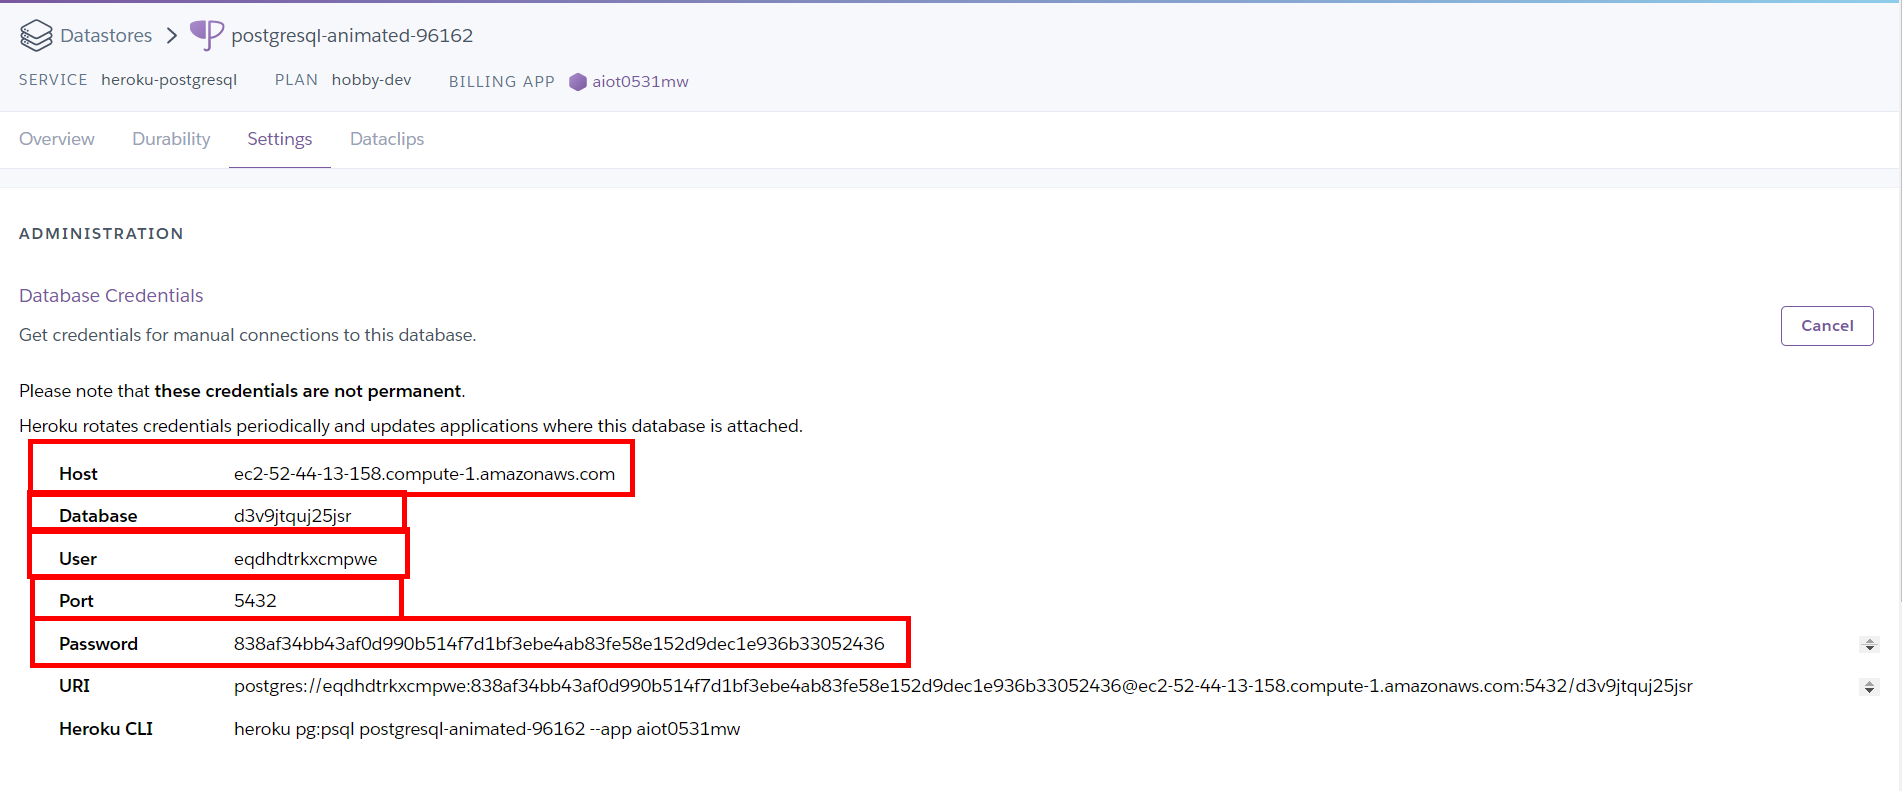 Datastores > postgresql-animated-96162
SERVICE heroku-postgresql PLAN hobby-dev BILLING APP aiot0531mw
Overview Durability Settings Dataclips
ADMINISTRATION
Database Credentials
Get credentials for manual connections to this database.
Cancel
Please note that these credentials are not permanent.
Heroku rotates credentials periodically and updates applications where this database is attached.
Host ec2-52-44-13-158.compute-1.amazonaws.com
Database d3v9jtquj25jsr
User eqdhdtrkxcmpwe
Port 5432
Password 838af34bb43af0d990b514f7d1bf3ebe4ab83fe58e152d9dec1e936b33052436
URI postgres://eqdhdtrkxcmpwe:838af34bb43af0d990b514f7d1bf3ebe4ab83fe58e152d9dec1e936b33052436@ec2-52-44-13-158.compute-1.amazonaws.com:5432/d3v9jtquj25jsr
Heroku CLI heroku pg:psql postgresql-animated-96162 --app aiot0531mw